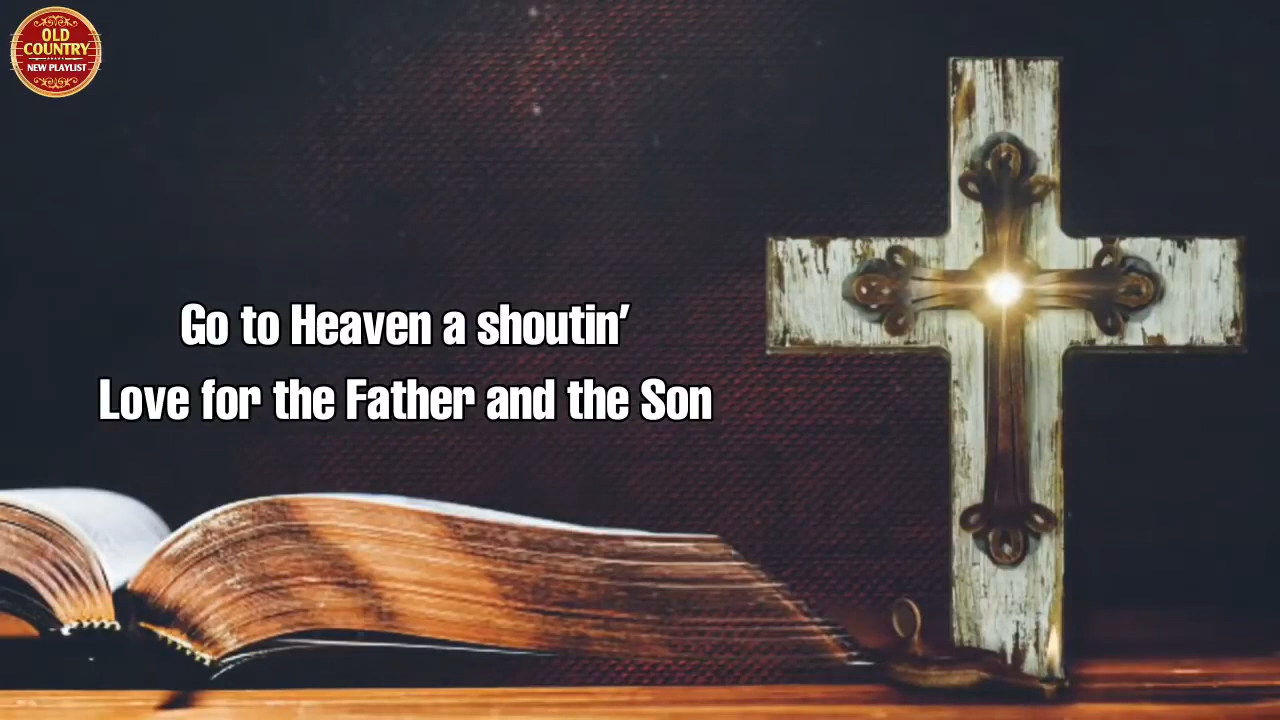 OLD
COUNTRY
NEW PLAYLIST
Go to Heaven a shoutin'
Love for the Father and the Son